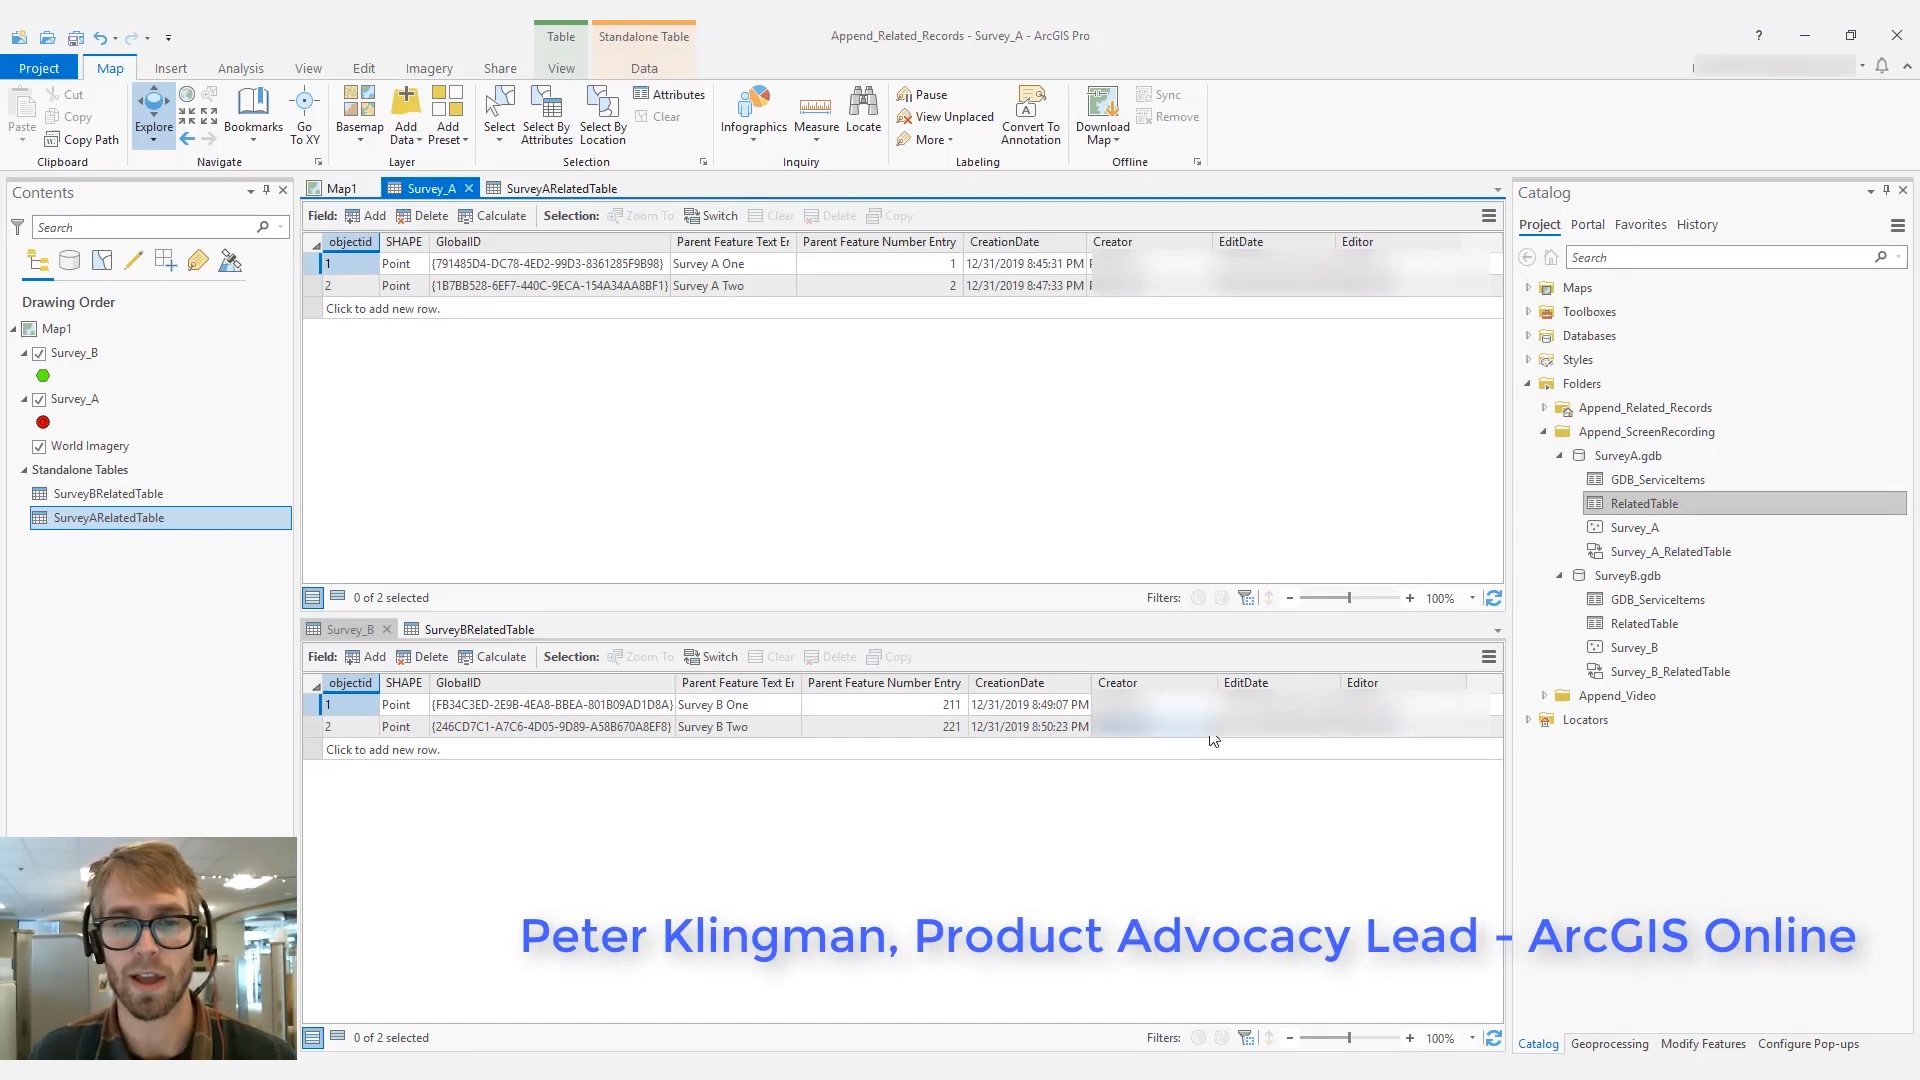 Table
Standalone Table
Append_Related_Records - Survey_A - ArcGIS Pro
?
Project
Map
Insert
Analysis
View
Edit
Imagery
Share
View
Data
Paste
Cut
Copy
Copy Path
Clipboard
Explore
Bookmarks
Go To XY
Navigate
Basemap
Add Data
Add Preset
Layer
Select
Select By Attributes
Select By Location
Attributes
Clear
Selection
Infographics
Measure
Locate
Inquiry
Pause
View Unplaced
More
Convert To Annotation
Labeling
Download Map
Sync
Remove
Offline
Contents
Search
Drawing Order
Map1
Survey_B
Survey_A
World Imagery
Standalone Tables
SurveyBRelatedTable
SurveyARelatedTable
Map1
Survey_A
SurveyARelatedTable
Field: Add Delete Calculate Selection: Zoom To Switch Clear Delete Copy
objectid SHAPE GlobalID Parent Feature Text Er Parent Feature Number Entry CreationDate Creator EditDate Editor
1 Point {791485D4-DC78-4ED2-99D3-8361285F9B98} Survey A One 1 12/31/2019 8:45:31 PM
2 Point {1B7BB528-6EF7-440C-9ECA-154A34AA8BF1} Survey A Two 2 12/31/2019 8:47:33 PM
Click to add new row.
0 of 2 selected
Filters:
100%
Survey_B
SurveyBRelatedTable
Field: Add Delete Calculate Selection: Zoom To Switch Clear Delete Copy
objectid SHAPE GlobalID Parent Feature Text Er Parent Feature Number Entry CreationDate Creator EditDate Editor
1 Point {FB34C3ED-2E9B-4EA8-BBEA-801B09AD1D8A} Survey B One 211 12/31/2019 8:49:07 PM
2 Point {246CD7C1-A7C6-4D05-9D89-A58B670A8EF8} Survey B Two 221 12/31/2019 8:50:23 PM
Click to add new row.
Peter Klingman, Product Advocacy Lead - ArcGIS Online
0 of 2 selected
Filters:
100%
Catalog
Project Portal Favorites History
Search
Maps
Toolboxes
Databases
Styles
Folders
Append_Related_Records
Append_ScreenRecording
SurveyA.gdb
GDB_ServiceItems
RelatedTable
Survey_A
Survey_A_RelatedTable
SurveyB.gdb
GDB_ServiceItems
RelatedTable
Survey_B
Survey_B_RelatedTable
Append_Video
Locators
Catalog Geoprocessing Modify Features Configure Pop-ups